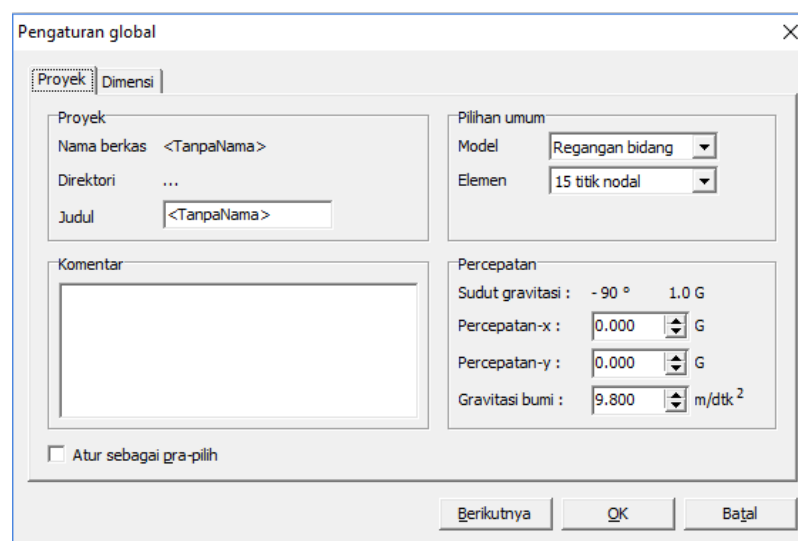 Pengaturan global
Proyek Dimensi
Proyek
Nama berkas <TanpaNama>
Direktori ...
Judul <TanpaNama>
Pilihan umum
Model Regangan bidang
Elemen 15 titik nodal
Komentar
Percepatan
Sudut gravitasi : - 90 ° 1.0 G
Percepatan-x : 0.000 G
Percepatan-y : 0.000 G
Gravitasi bumi : 9.800 m/dtk²
Atur sebagai pra-pilih
Berikutnya OK Batal